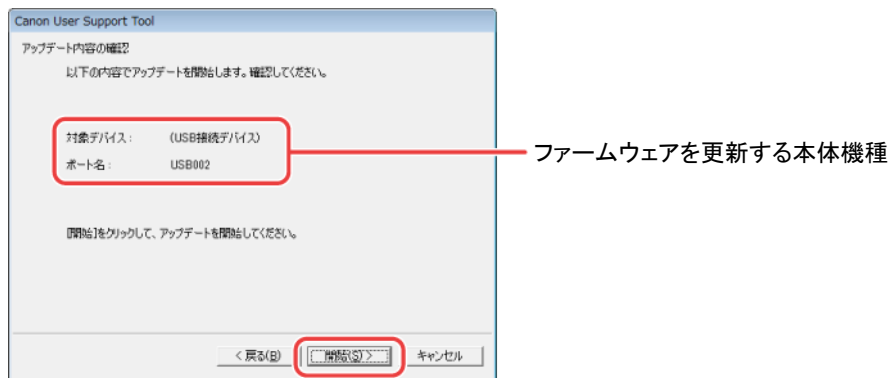 Canon User Support Tool
アップデート内容の確認
以下の内容でアップデートを開始します。確認してください。
対象デバイス： (USB接続デバイス)
ポート名： USB002
ファームウェアを更新する本体機種
[開始]をクリックして、アップデートを開始してください。
< 戻る(B)
開始(S) >
キャンセル